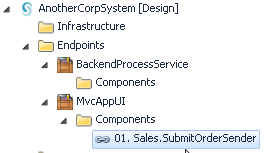 AnotherCorpSystem [Design]
Infrastructure
Endpoints
BackendProcessService
Components
MvcAppUI
Components
01. Sales.SubmitOrderSender